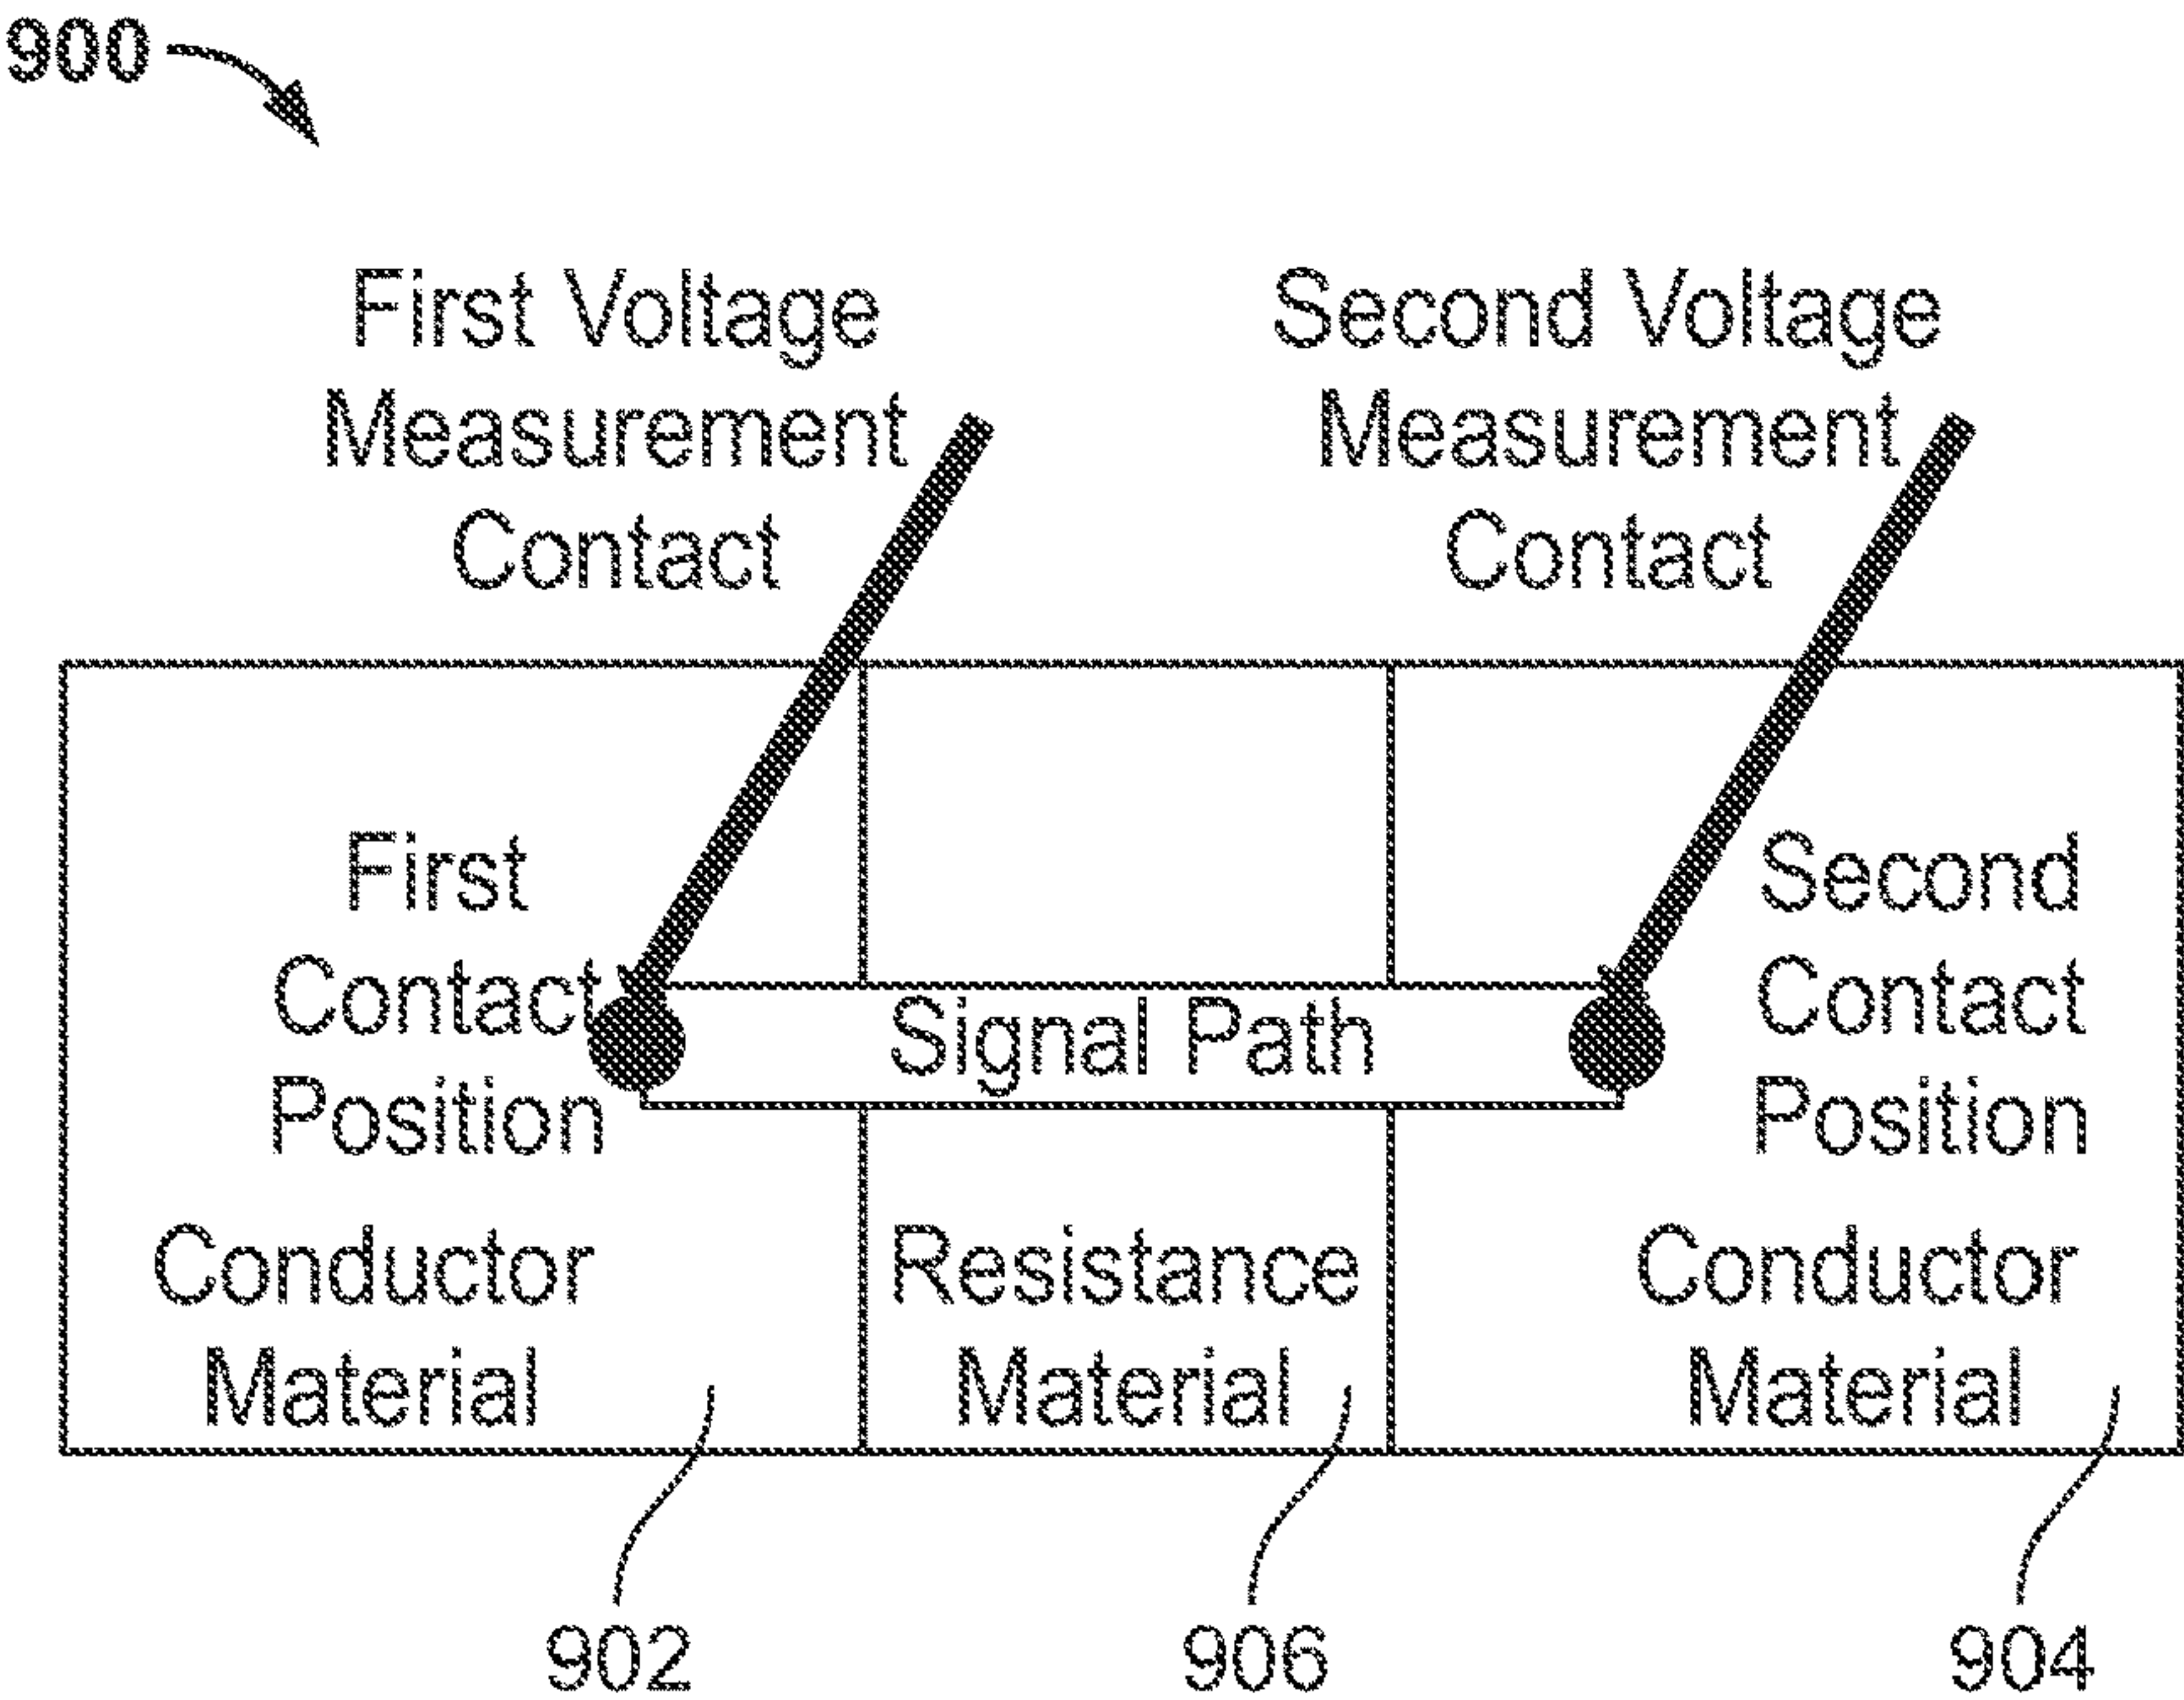 900
First Voltage
Measurement
Contact
Second Voltage
Measurement
Contact
First
Contact
Position
Signal Path
Second
Contact
Position
Conductor
Material
Resistance
Material
Conductor
Material
902
906
904